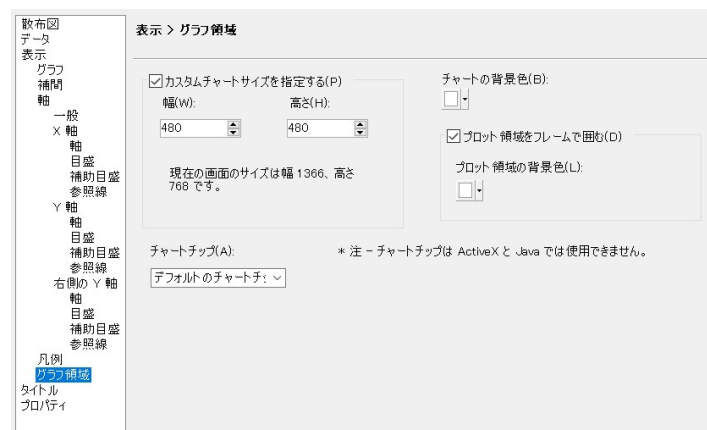 散布図
データ
表示
グラフ
補間
軸
一般
X 軸
軸
目盛
補助目盛
参照線
Y 軸
軸
目盛
補助目盛
参照線
右側の Y 軸
軸
目盛
補助目盛
参照線
凡例
グラフ領域
タイトル
プロパティ
表示 > グラフ領域
カスタムチャートサイズを指定する(P)
幅(W): 高さ(H):
480 480
現在の画面のサイズは幅 1366、高さ
768 です。
チャートの背景色(B):
プロット領域をフレームで囲む(D)
プロット領域の背景色(L):
チャートチップ(A): * 注 - チャートチップは ActiveX と Java では使用できません。
デフォルトのチャートチ: